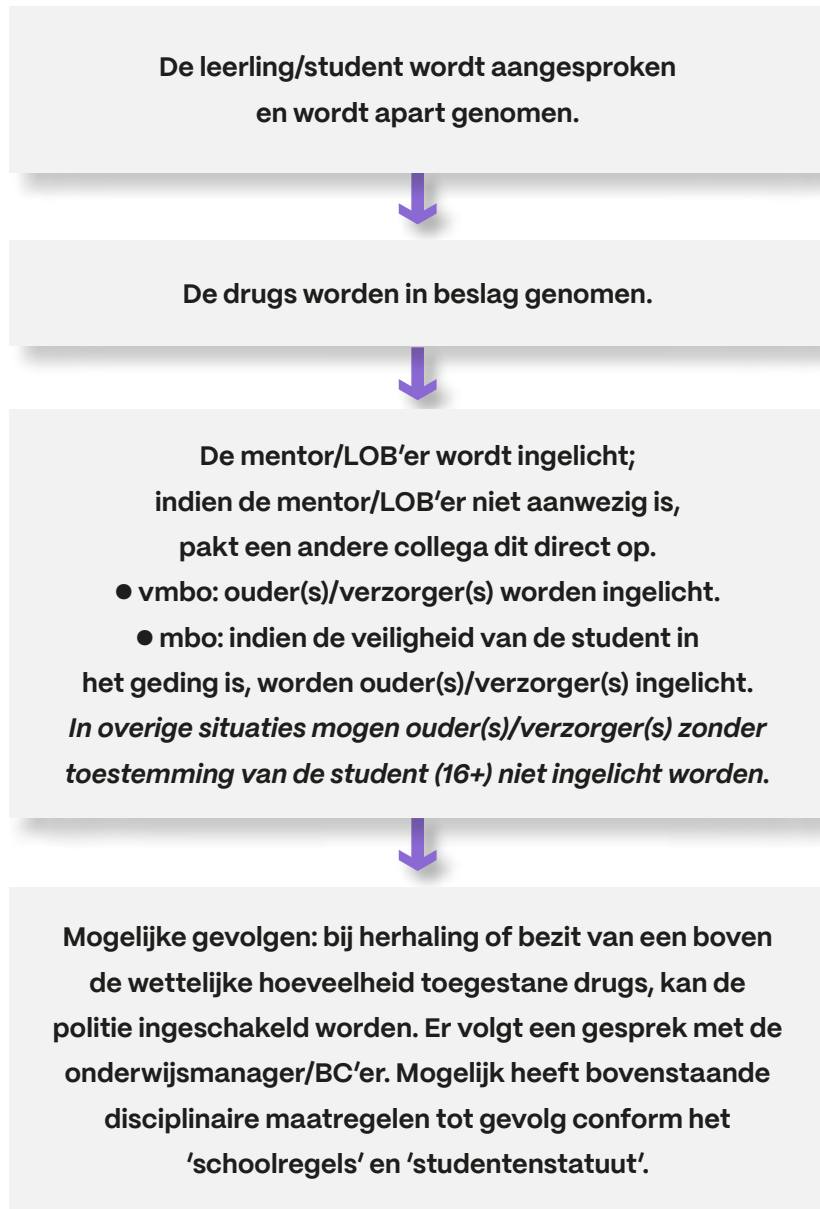 De leerling/student wordt aangesproken
en wordt apart genomen.
De drugs worden in beslag genomen.
De mentor/LOB’er wordt ingelicht;
indien de mentor/LOB’er niet aanwezig is,
pakt een andere collega dit direct op.
● vmbo: ouder(s)/verzorger(s) worden ingelicht.
● mbo: indien de veiligheid van de student in
het geding is, worden ouder(s)/verzorger(s) ingelicht.
In overige situaties mogen ouder(s)/verzorger(s) zonder
toestemming van de student (16+) niet ingelicht worden.
Mogelijke gevolgen: bij herhaling of bezit van een boven
de wettelijke hoeveelheid toegestane drugs, kan de
politie ingeschakeld worden. Er volgt een gesprek met de
onderwijsmanager/BC’er. Mogelijk heeft bovenstaande
disciplinaire maatregelen tot gevolg conform het
‘schoolregels’ en ‘studentenstatuut’.